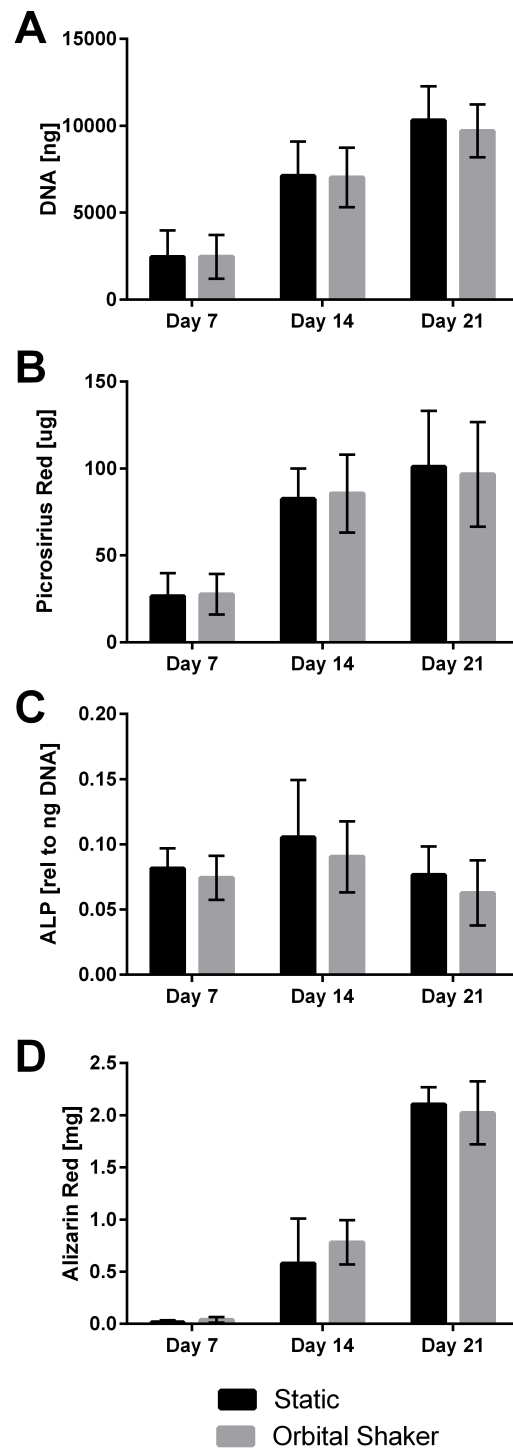 A
DNA [ng]
15000
10000
5000
0
Day 7 Day 14 Day 21
B
Picrosirius Red [ug]
150
100
50
0
Day 7 Day 14 Day 21
C
ALP [rel to ng DNA]
0.20
0.15
0.10
0.05
0.00
Day 7 Day 14 Day 21
D
Alizarin Red [mg]
2.5
2.0
1.5
1.0
0.5
0.0
Day 7 Day 14 Day 21
Static
Orbital Shaker